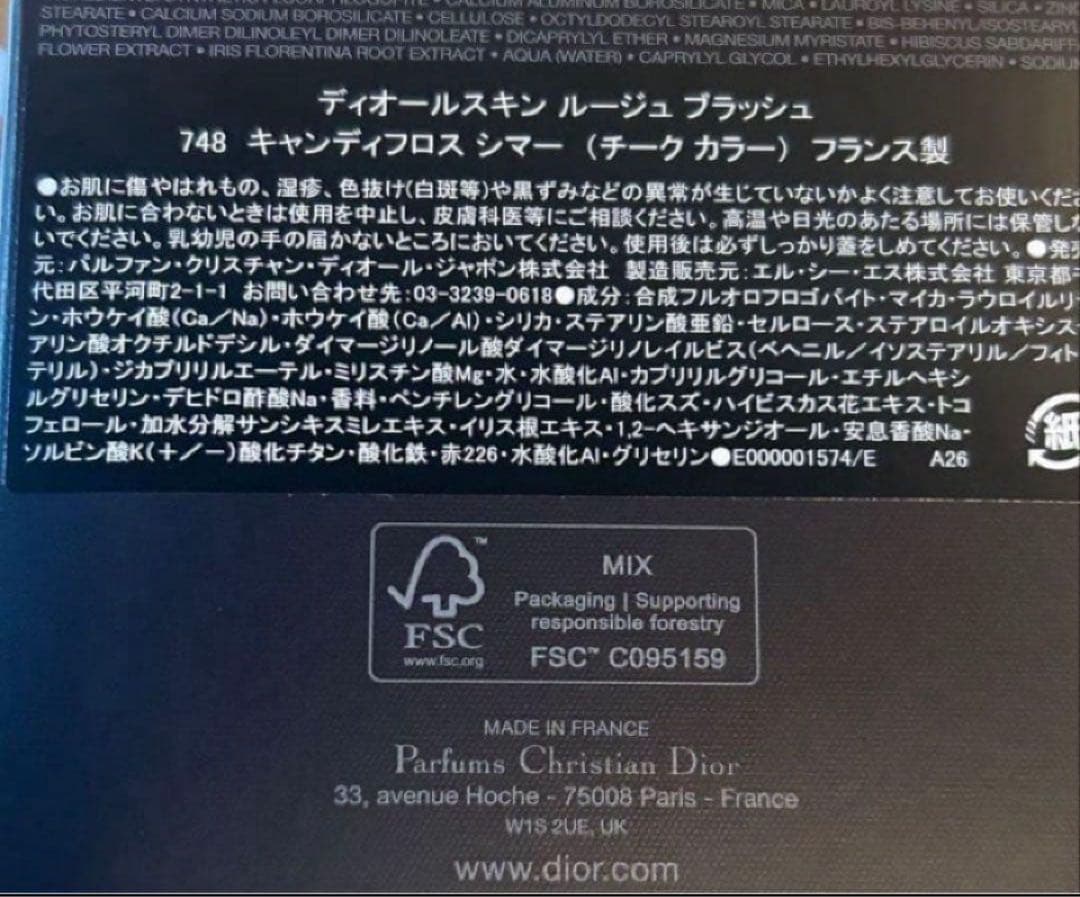 CALCIUM ALUMINUM BOROSILICATE • MICA • LAUROYL LYSINE • SILICA •
STEARATE • CALCIUM SODIUM BOROSILICATE • CELLULOSE • OCTYLDODECYL STEAROYL STEARATE •
PHYTOSTERYL DIMER DILINOLEYL DIMER DILINOLEATE • DICAPRYLYL ETHER • MAGNESIUM MYRISTATE • HIBISCUS
FLOWER EXTRACT • IRIS FLORENTINA ROOT EXTRACT • AQUA (WATER) • CAPRYLYL GLYCOL • ETHYLHEXYLGLYCERIN •
ディオールスキン ルージュ ブラッシュ
748 キャンディフロス シマー (チーク カラー) フランス製
●お肌に傷やはれもの、湿疹、色抜け(白斑等)や黒ずみなどの異常が生じていないかよく注意してお使いくだ
い。お肌に合わないときは使用を中止し、皮膚科医等にご相談ください。高温や日光のあたる場所には保管し
いでください。乳幼児の手の届かないところにおいてください。使用後は必ずしっかり蓋をしめてください。●発
元:パルファン・クリスチャン・ディオール・ジャポン株式会社 製造販売元:エル・シー・エス株式会社 東京都
代田区平河町2-1-1 お問い合わせ先:03-3239-0618●成分:合成フルオロフロゴパイト・マイカ・ラウロイルリ
ン・ホウケイ酸(Ca/Na)・ホウケイ酸(Ca/Al)・シリカ・ステアリン酸亜鉛・セルロース・ステアロイルオキシス
アリン酸オクチルドデシル・ダイマージリノール酸ダイマージリノレイルビス(ベヘニル/イソステアリル/フィト
テリル)・ジカプリリルエーテル・ミリスチン酸Mg・水・水酸化Al・カプリリルグリコール・エチルヘキシ
ルグリセリン・デヒドロ酢酸Na・香料・ペンチレングリコール・酸化スズ・ハイビスカス花エキス・トコ
フェロール・加水分解サンシキスミレエキス・イリス根エキス・1,2-ヘキサンジオール・安息香酸Na・
ソルビン酸K(+/−)酸化チタン・酸化鉄・赤226・水酸化Al・グリセリン●E000001574/E A26
紙
FSC™
www.fsc.org
MIX
Packaging | Supporting
responsible forestry
FSC™ C095159
MADE IN FRANCE
Parfums Christian Dior
33, avenue Hoche - 75008 Paris - France
W1S 2UE, UK
www.dior.com